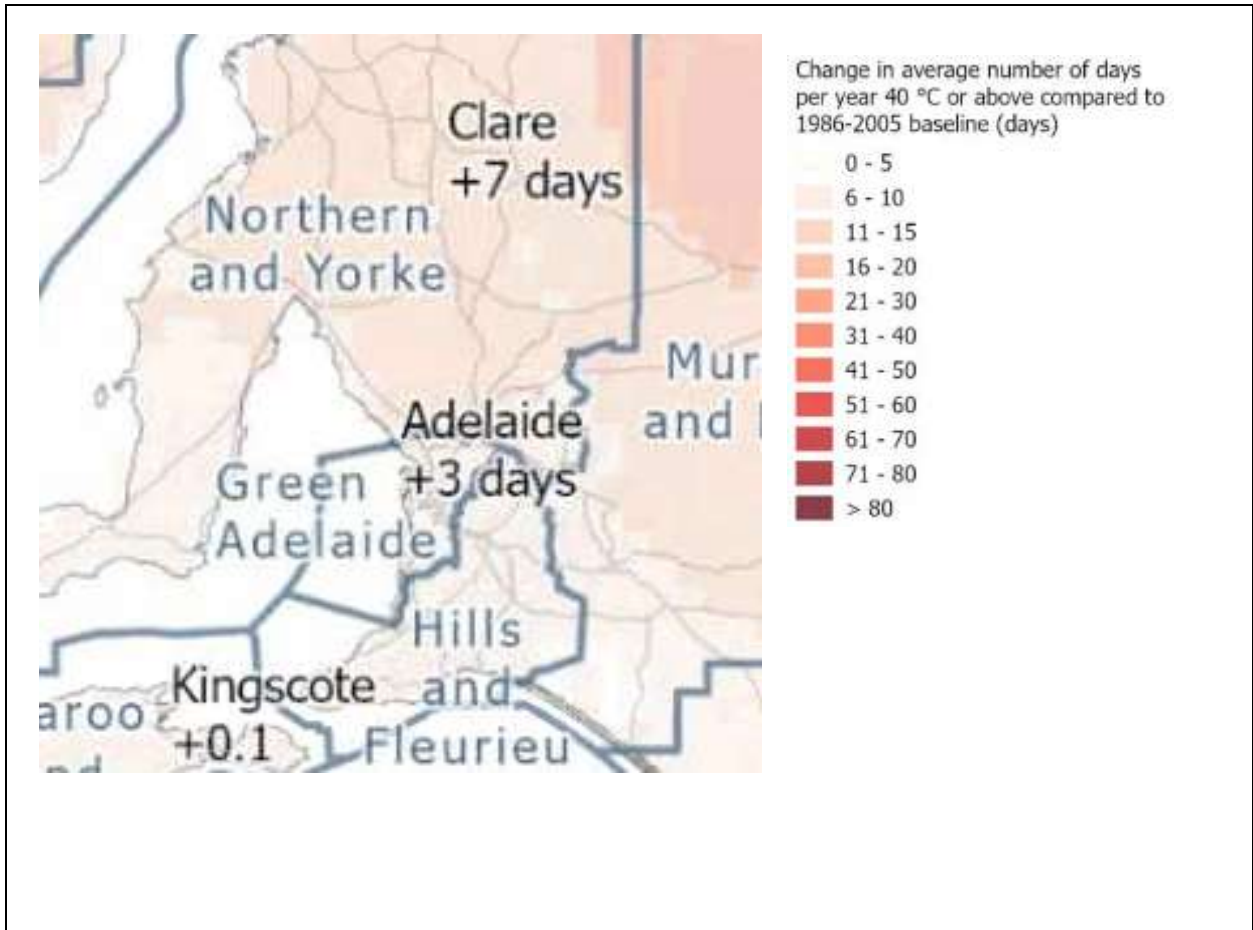 Clare
+7 days
Northern
and Yorke
Mur
and
Adelaide
+3 days
Green
Adelaide
Hills
and
Fleurieu
Kingscote
+0.1
aroo
nd
Change in average number of days
per year 40 °C or above compared to
1986-2005 baseline (days)
0 - 5
6 - 10
11 - 15
16 - 20
21 - 30
31 - 40
41 - 50
51 - 60
61 - 70
71 - 80
> 80